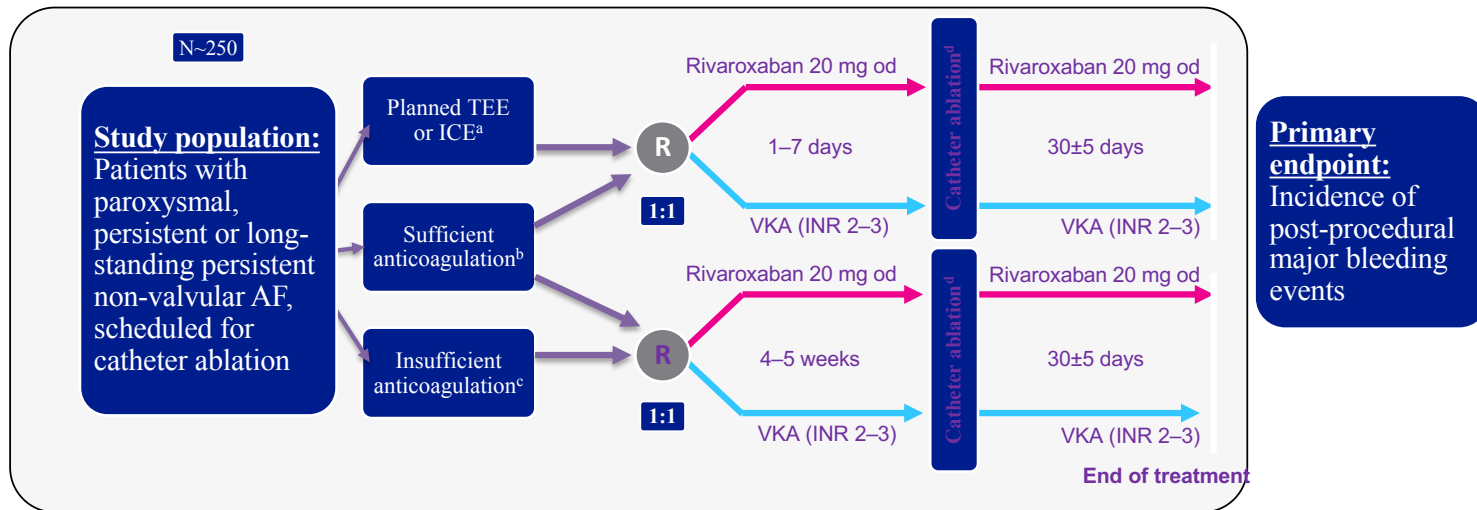 N~250
Study population:
Patients with
paroxysmal,
persistent or long-
standing persistent
non-valvular AF,
scheduled for
catheter ablation
Planned TEE
or ICEᵃ
Sufficient
anticoagulationᵇ
Insufficient
anticoagulationᶜ
R
1:1
R
1:1
Rivaroxaban 20 mg od
1–7 days
VKA (INR 2–3)
Rivaroxaban 20 mg od
4–5 weeks
VKA (INR 2–3)
Catheter ablationᵈ
Catheter ablationᵈ
Rivaroxaban 20 mg od
30±5 days
VKA (INR 2–3)
Rivaroxaban 20 mg od
30±5 days
VKA (INR 2–3)
End of treatment
Primary
endpoint:
Incidence of
post-procedural
major bleeding
events